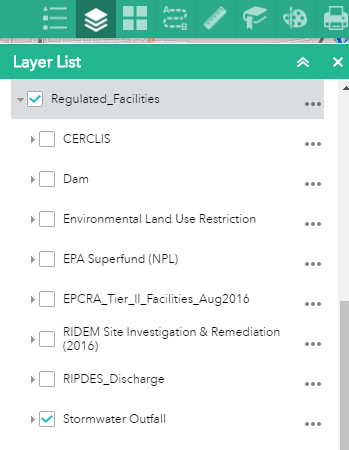 Layer List
Regulated_Facilities
CERCLIS
Dam
Environmental Land Use Restriction
EPA Superfund (NPL)
EPCRA_Tier_II_Facilities_Aug2016
RIDEM Site Investigation & Remediation
(2016)
RIPDES_Discharge
Stormwater Outfall